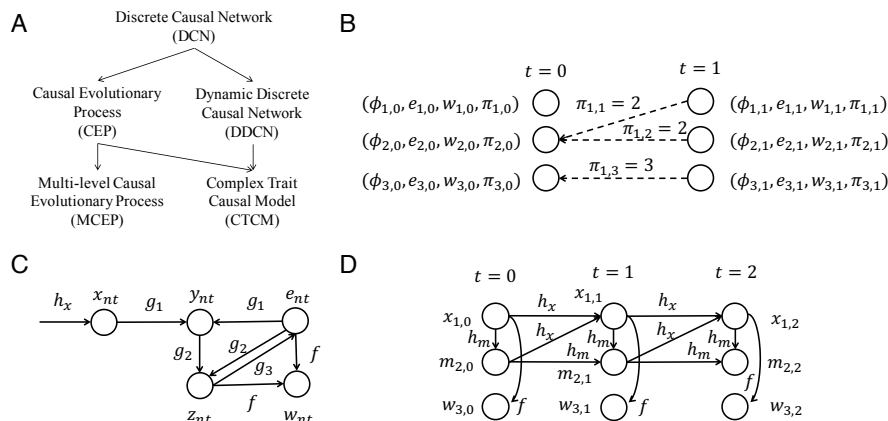 A
Discrete Causal Network
(DCN)
Causal Evolutionary
Process
(CEP)
Dynamic Discrete
Causal Network
(DDCN)
Multi-level Causal
Evolutionary Process
(MCEP)
Complex Trait
Causal Model
(CTCM)
B
t = 0
t = 1
(ϕ₁,₀, e₁,₀, w₁,₀, π₁,₀)
π₁,₁ = 2
(ϕ₁,₁, e₁,₁, w₁,₁, π₁,₁)
(ϕ₂,₀, e₂,₀, w₂,₀, π₂,₀)
π₁,₂ = 2
(ϕ₂,₁, e₂,₁, w₂,₁, π₂,₁)
(ϕ₃,₀, e₃,₀, w₃,₀, π₃,₀)
π₁,₃ = 3
(ϕ₃,₁, e₃,₁, w₃,₁, π₃,₁)
C
hₓ
xₙₜ
g₁
yₙₜ
g₁
eₙₜ
g₂
g₂
g₃
f
f
zₙₜ
wₙₜ
D
t = 0
t = 1
t = 2
x₁,₀
hₓ
x₁,₁
hₓ
x₁,₂
hₘ
hₓ
hₘ
hₓ
hₘ
m₂,₀
m₂,₁
m₂,₂
w₃,₀
f
w₃,₁
f
f
w₃,₂